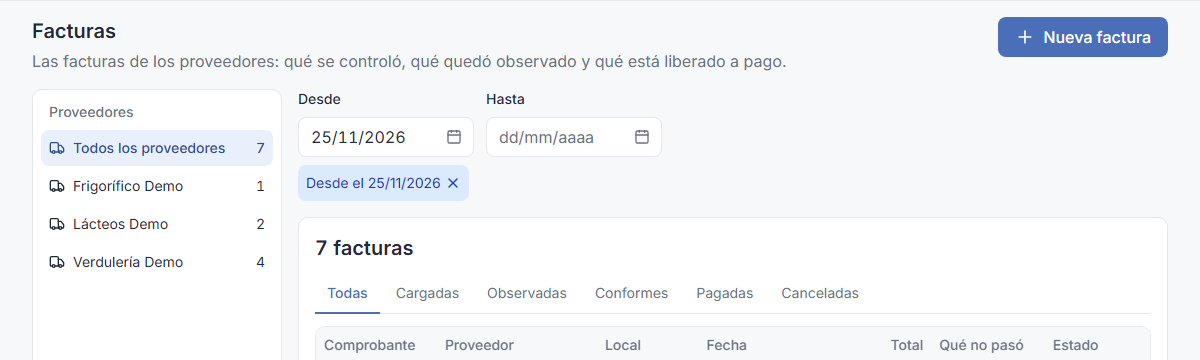 Facturas
Nueva factura
Las facturas de los proveedores: qué se controló, qué quedó observado y qué está liberado a pago.
Proveedores
Todos los proveedores 7
Frigorífico Demo 1
Lácteos Demo 2
Verdulería Demo 4
Desde Hasta
25/11/2026 dd/mm/aaaa
Desde el 25/11/2026
7 facturas
Todas Cargadas Observadas Conformes Pagadas Canceladas
Comprobante Proveedor Local Fecha Total Qué no pasó Estado